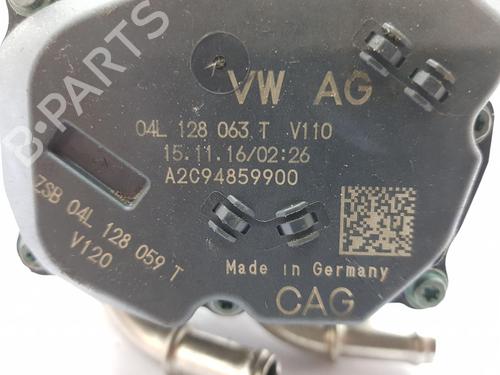 B-PARTS
VW AG
04L 128 063 T V110
15.11.16/02:26
A2C94859900
ZSB 04L 128 059 T
V120
Made in Germany
CAG